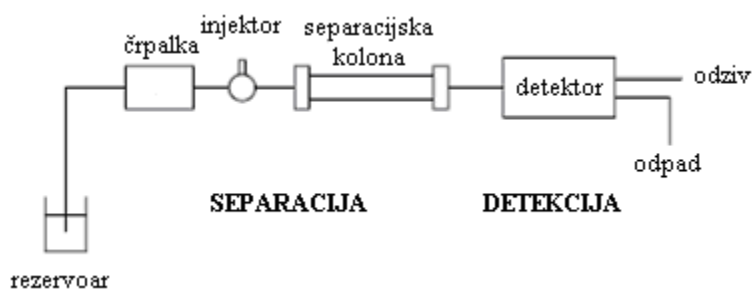 injektor
separacijska
kolona
črpalka
detektor
odziv
odpad
SEPARACIJA
DETEKCIJA
rezervoar